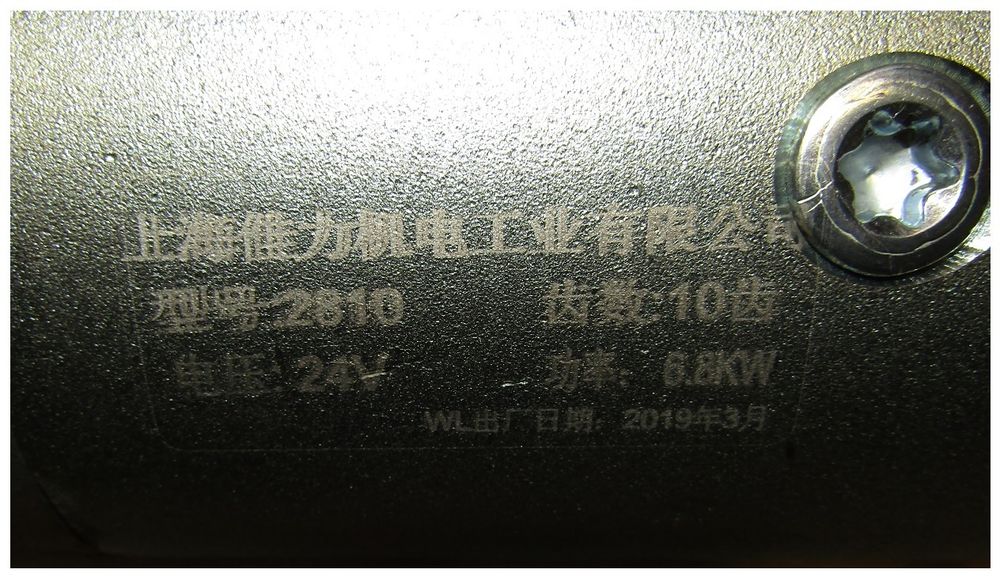 上海惟力机电工业有限公司
型号:2810 齿数:10齿
电压: 24V 功率: 6.8KW
WL出厂日期: 2019年3月